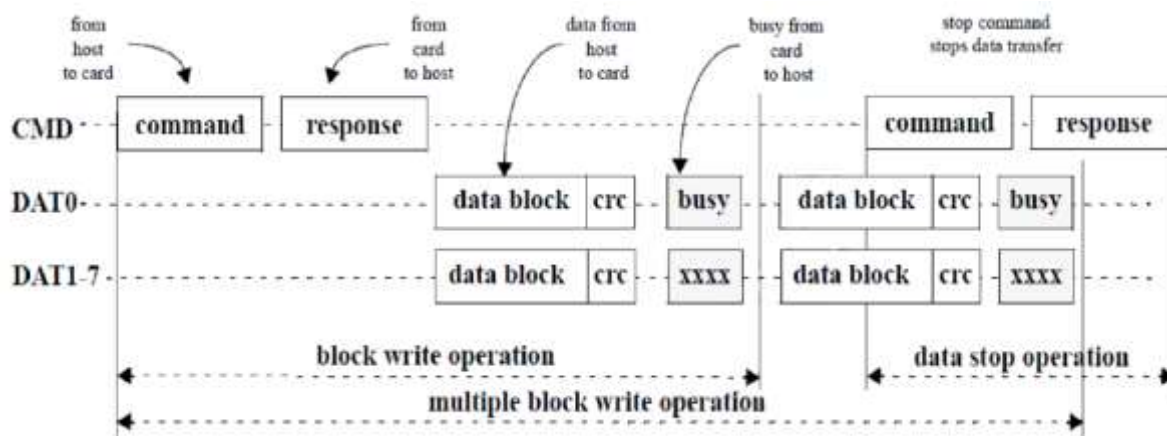 from
host
to card
from
card
to host
data from
host
to card
busy from
card
to host
stop command
stops data transfer
CMD command response command response
DAT0 data block crc busy data block crc busy
DAT1-7 data block crc xxxx data block crc xxxx
block write operation data stop operation
multiple block write operation